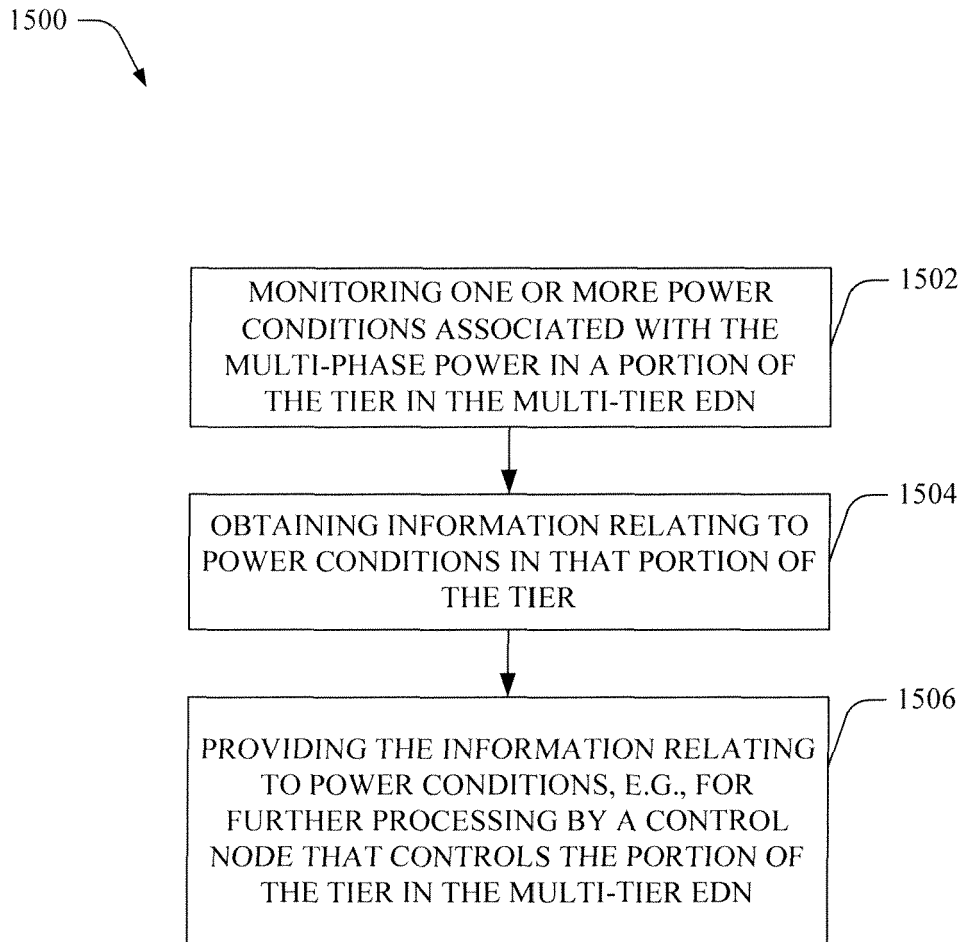 1500
MONITORING ONE OR MORE POWER
CONDITIONS ASSOCIATED WITH THE
MULTI-PHASE POWER IN A PORTION OF
THE TIER IN THE MULTI-TIER EDN
1502
OBTAINING INFORMATION RELATING TO
POWER CONDITIONS IN THAT PORTION OF
THE TIER
1504
PROVIDING THE INFORMATION RELATING
TO POWER CONDITIONS, E.G., FOR
FURTHER PROCESSING BY A CONTROL
NODE THAT CONTROLS THE PORTION OF
THE TIER IN THE MULTI-TIER EDN
1506